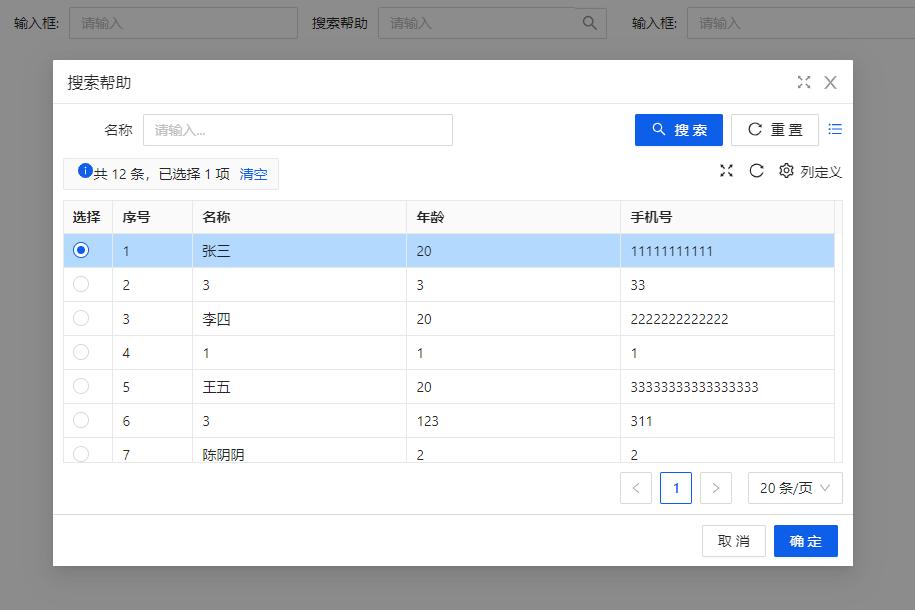 输入框: 请输入 搜索帮助 请输入 输入框: 请输入
搜索帮助
名称 请输入... 搜索 重置
共 12 条，已选择 1 项 清空 列定义
选择 序号 名称 年龄 手机号
1 张三 20 11111111111
2 3 3 33
3 李四 20 2222222222222
4 1 1 1
5 王五 20 33333333333333333
6 3 123 311
7 陈阴阴 2 2
1 20 条/页
取消 确定